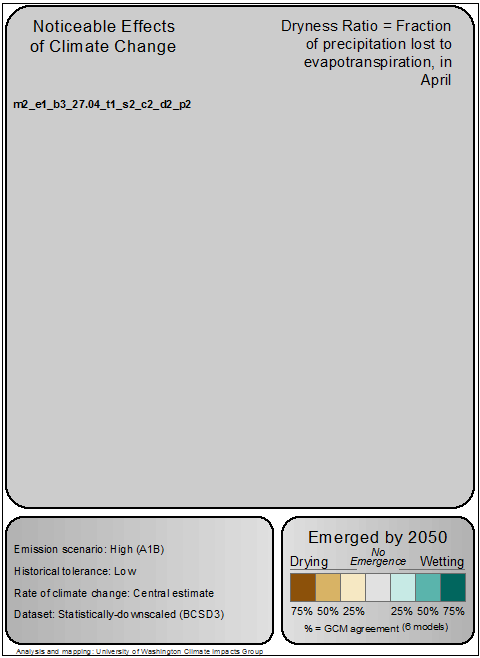 Noticeable Effects
of Climate Change
Dryness Ratio = Fraction
of precipitation lost to
evapotranspiration, in
April
m2_e1_b3_27.04_t1_s2_c2_d2_p2
Emission scenario: High (A1B)
Historical tolerance: Low
Rate of climate change: Central estimate
Dataset: Statistically-downscaled (BCSD3)
Emerged by 2050
Drying No Emergence Wetting
75% 50% 25% 25% 50% 75%
% = GCM agreement (6 models)
Analysis and mapping: University of Washington Climate Impacts Group